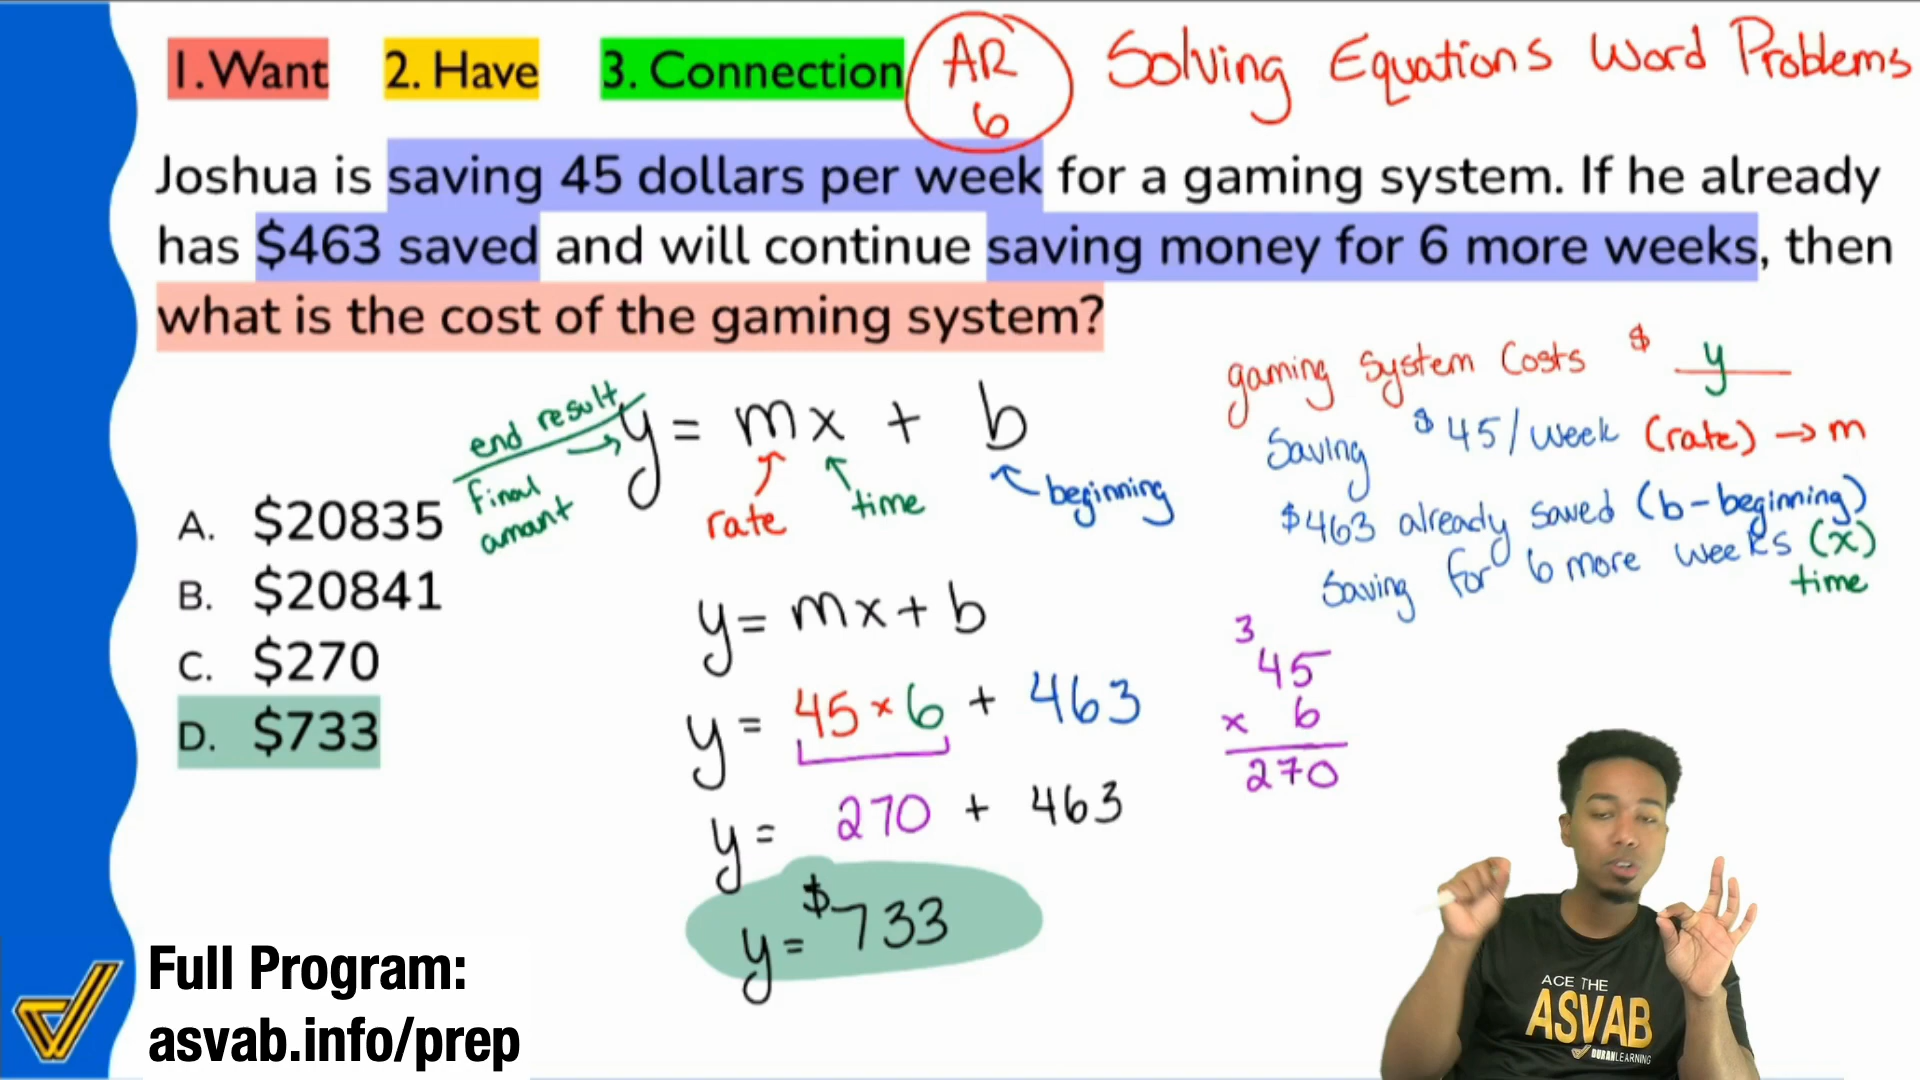 1. Want 2. Have 3. Connection AR 6 Solving Equations Word Problems
Joshua is saving 45 dollars per week for a gaming system. If he already
has $463 saved and will continue saving money for 6 more weeks, then
what is the cost of the gaming system?
gaming system Costs $ y
Saving $45/week (rate) → m
$463 already saved (b-beginning)
Saving for 6 more weeks (x)
time
end result
final
amount
y = mx + b
rate
time
beginning
A. $20835
B. $20841
C. $270
D. $733
y = mx + b
y = 45 × 6 + 463
y = 270 + 463
y = $733
3
45
× 6
270
Full Program:
asvab.info/prep
ACE THE
ASVAB
DURANLEARNING